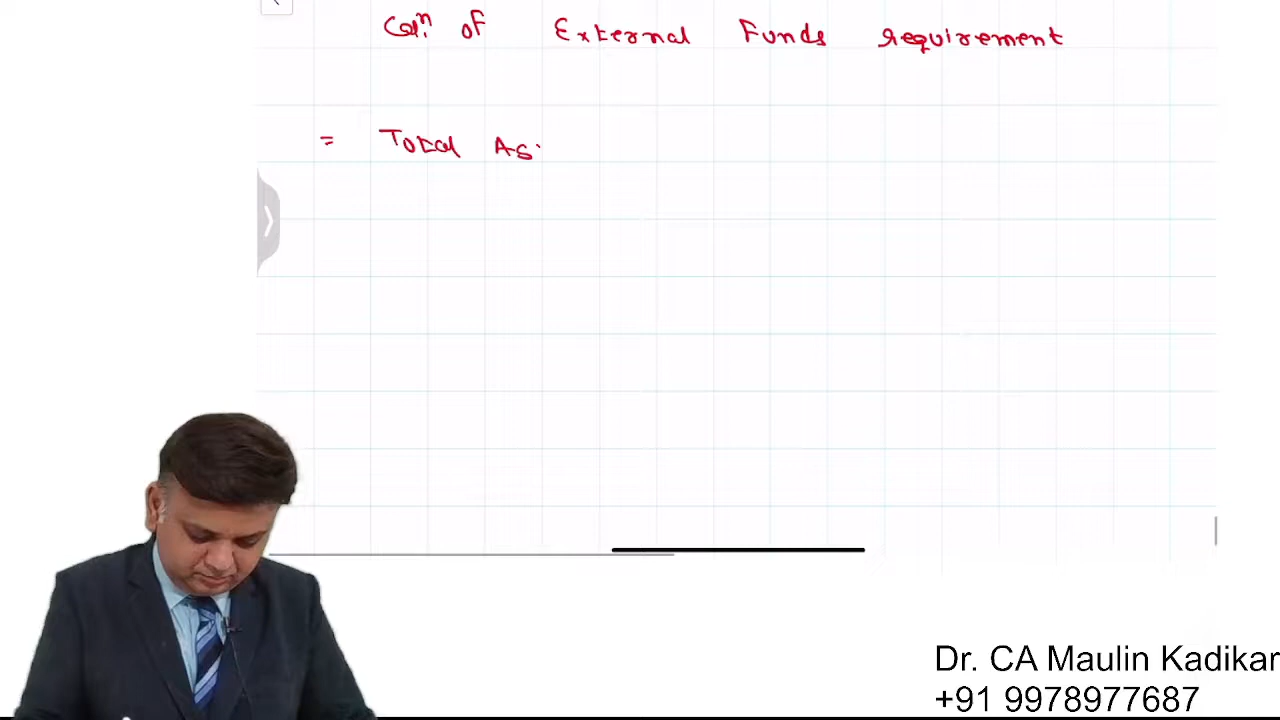 Calⁿ. of External Funds requirement
= Total As
Dr. CA Maulin Kadikar
+91 9978977687